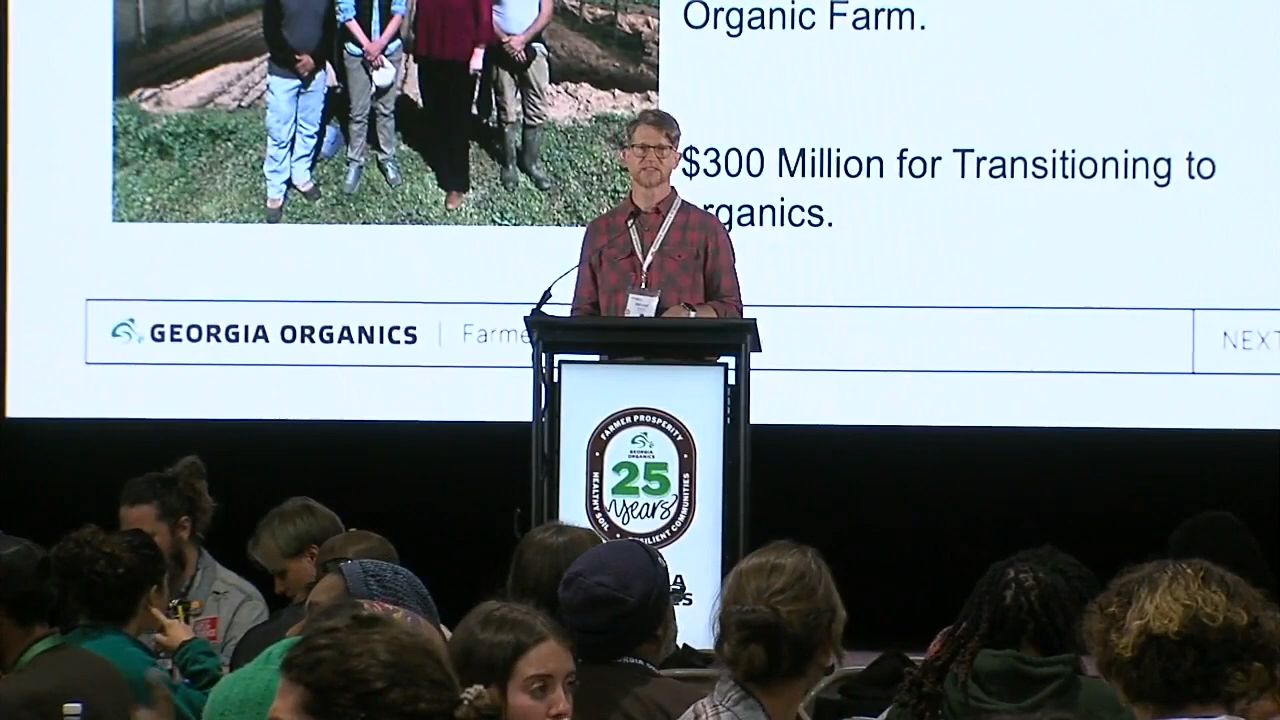 Organic Farm.
$300 Million for Transitioning to
rganics.
GEORGIA ORGANICS | Farme
NEXT
FARMER PROSPERITY
GEORGIA
ORGANICS
25
years
HEALTHY SOIL
RESILIENT COMMUNITIES